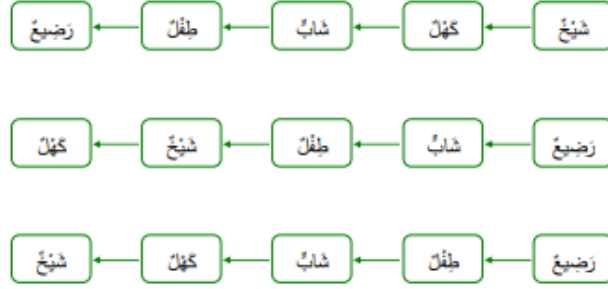 شَيْخٌ كَهْلٌ شَابٌّ طِفْلٌ رَضِيعٌ
رَضِيعٌ شَابٌّ طِفْلٌ شَيْخٌ كَهْلٌ
رَضِيعٌ طِفْلٌ شَابٌّ كَهْلٌ شَيْخٌ